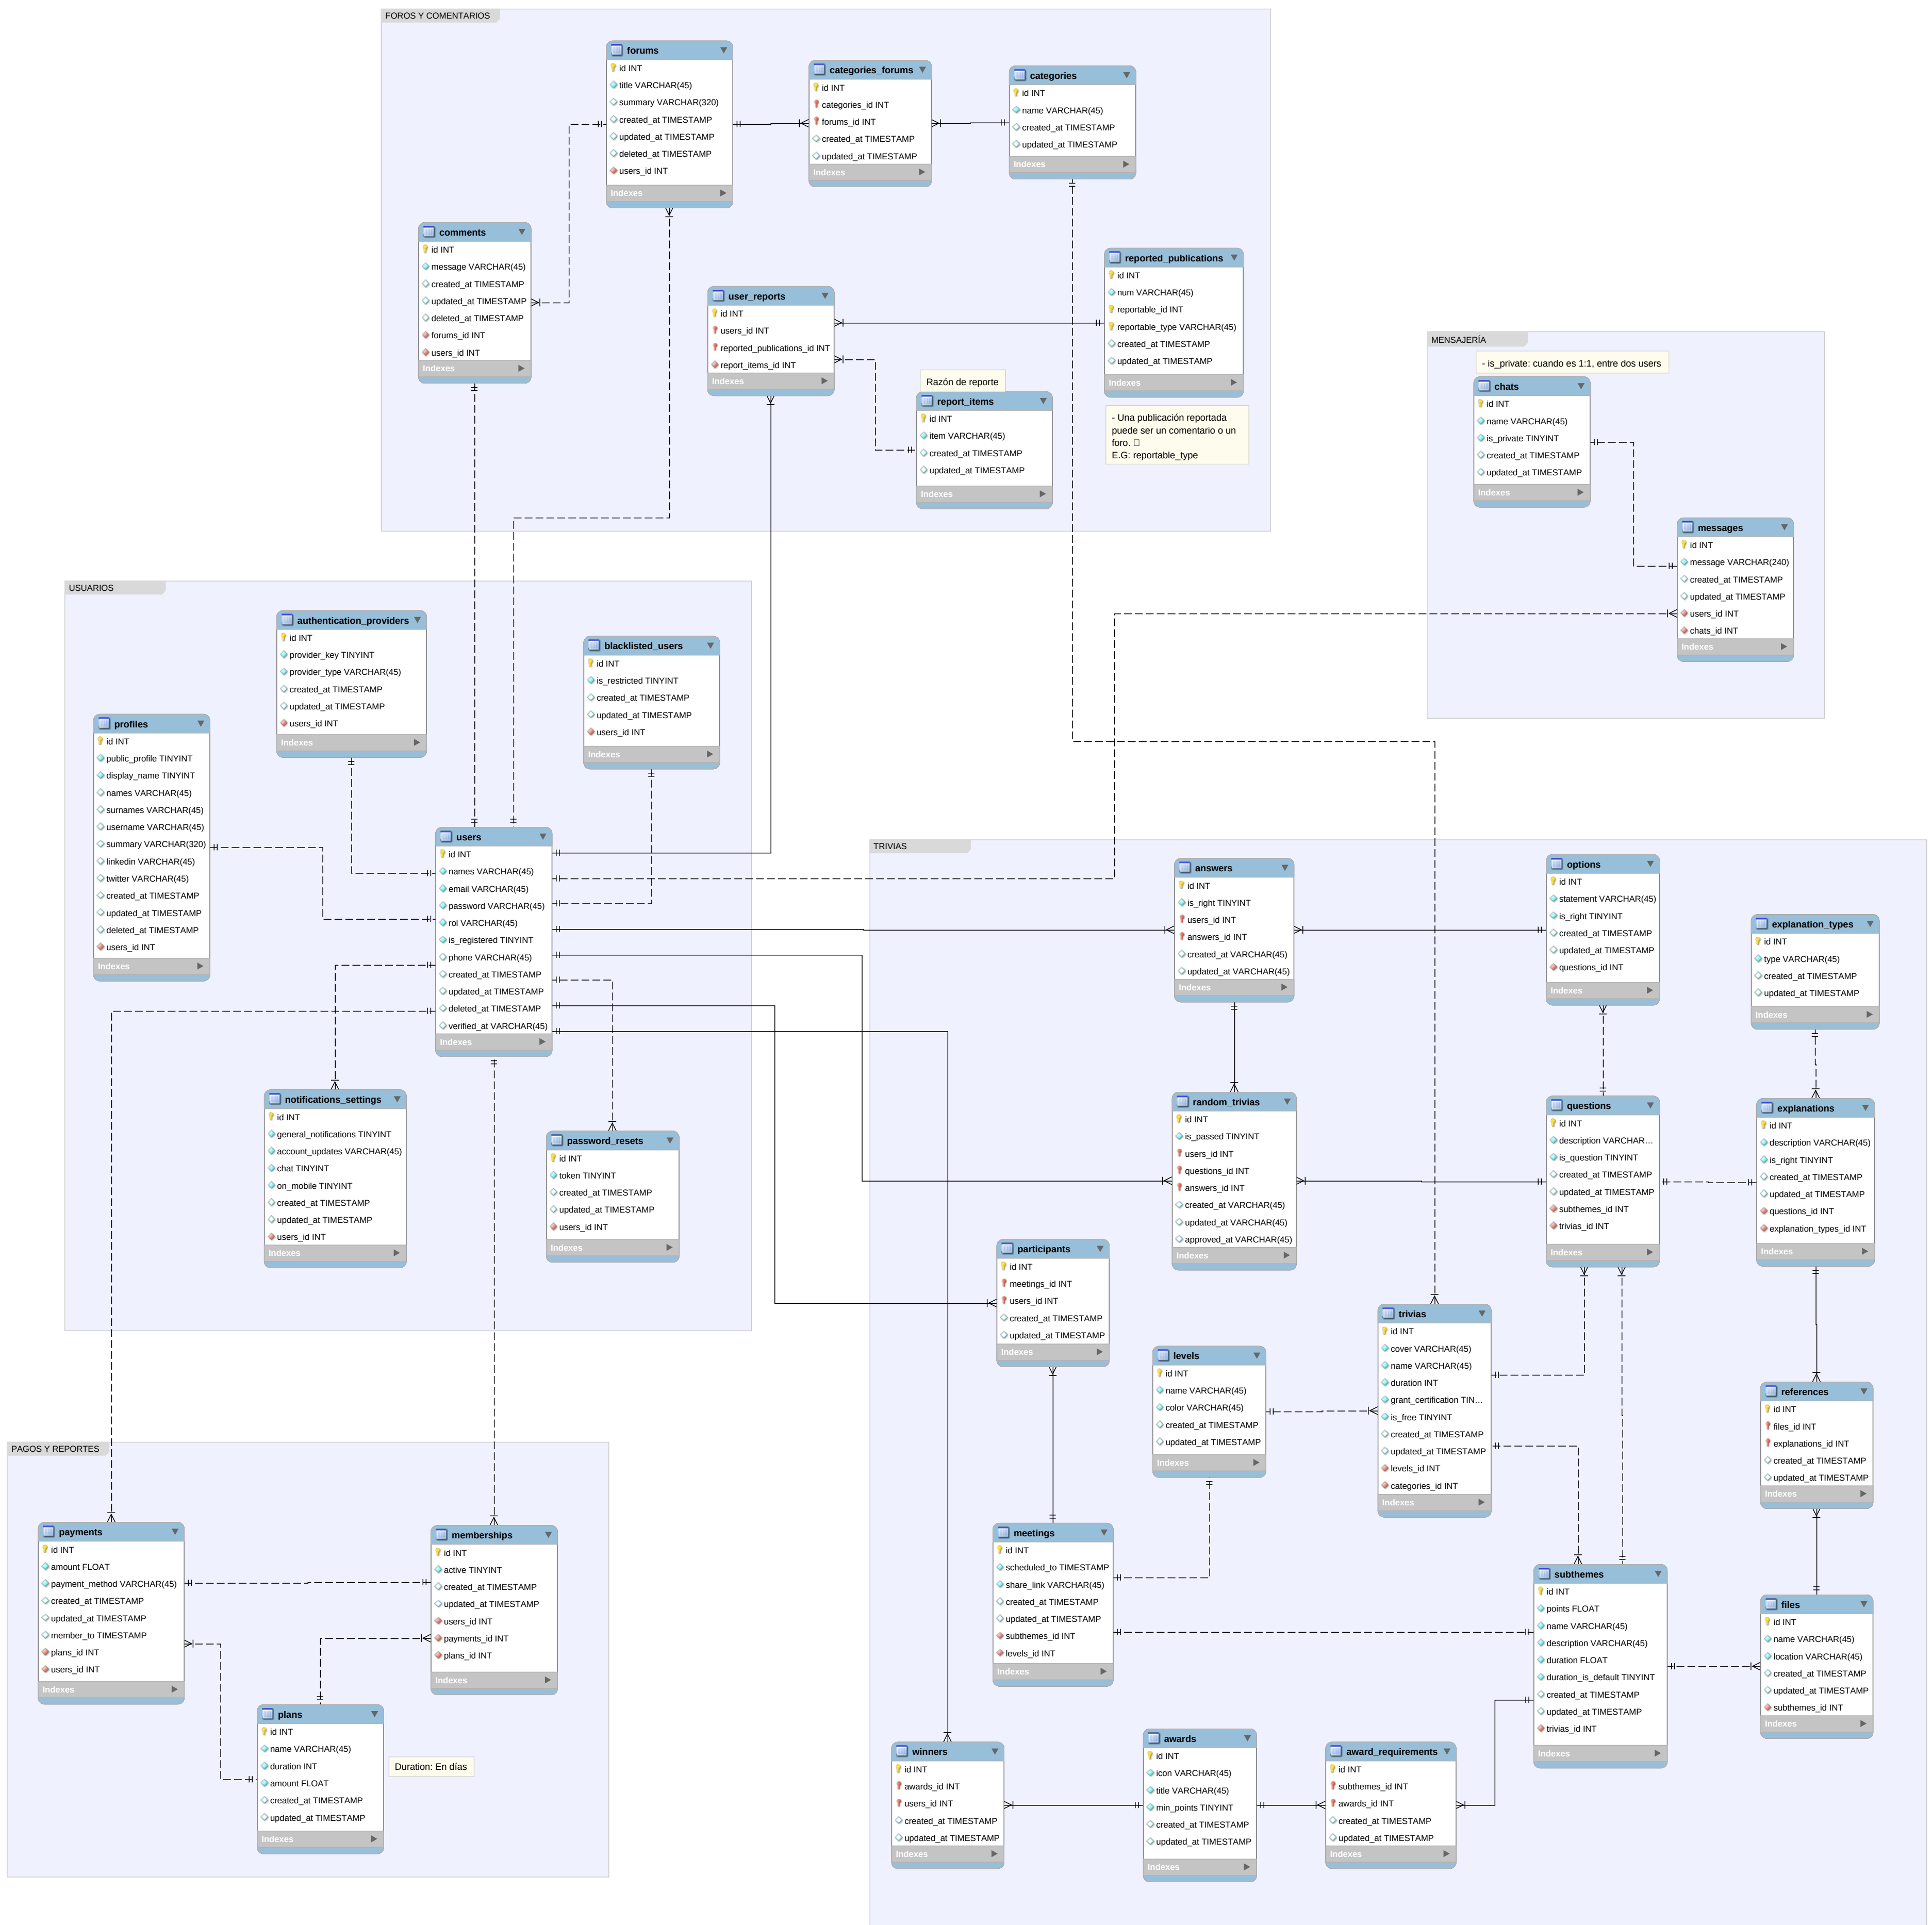 FOROS Y COMENTARIOS
forums
id INT
title VARCHAR(45)
summary VARCHAR(320)
created_at TIMESTAMP
updated_at TIMESTAMP
deleted_at TIMESTAMP
users_id INT
Indexes
categories_forums
id INT
categories_id INT
forums_id INT
created_at TIMESTAMP
updated_at TIMESTAMP
Indexes
categories
id INT
name VARCHAR(45)
created_at TIMESTAMP
updated_at TIMESTAMP
Indexes
comments
id INT
message VARCHAR(45)
created_at TIMESTAMP
updated_at TIMESTAMP
deleted_at TIMESTAMP
forums_id INT
users_id INT
Indexes
user_reports
id INT
users_id INT
reported_publications_id INT
report_items_id INT
Indexes
reported_publications
id INT
num VARCHAR(45)
reportable_id INT
reportable_type VARCHAR(45)
created_at TIMESTAMP
updated_at TIMESTAMP
Indexes
Razón de reporte
report_items
id INT
item VARCHAR(45)
created_at TIMESTAMP
updated_at TIMESTAMP
Indexes
- Una publicación reportada
puede ser un comentario o un
foro.
E.G: reportable_type
MENSAJERÍA
- is_private: cuando es 1:1, entre dos users
chats
id INT
name VARCHAR(45)
is_private TINYINT
created_at TIMESTAMP
updated_at TIMESTAMP
Indexes
messages
id INT
message VARCHAR(240)
created_at TIMESTAMP
updated_at TIMESTAMP
users_id INT
chats_id INT
Indexes
USUARIOS
authentication_providers
id INT
provider_key TINYINT
provider_type VARCHAR(45)
created_at TIMESTAMP
updated_at TIMESTAMP
users_id INT
Indexes
blacklisted_users
id INT
is_restricted TINYINT
created_at TIMESTAMP
updated_at TIMESTAMP
users_id INT
Indexes
profiles
id INT
public_profile TINYINT
display_name TINYINT
names VARCHAR(45)
surnames VARCHAR(45)
username VARCHAR(45)
summary VARCHAR(320)
linkedin VARCHAR(45)
twitter VARCHAR(45)
created_at TIMESTAMP
updated_at TIMESTAMP
deleted_at TIMESTAMP
users_id INT
Indexes
users
id INT
names VARCHAR(45)
email VARCHAR(45)
password VARCHAR(45)
rol VARCHAR(45)
is_registered TINYINT
phone VARCHAR(45)
created_at TIMESTAMP
updated_at TIMESTAMP
deleted_at TIMESTAMP
verified_at VARCHAR(45)
Indexes
notifications_settings
id INT
general_notifications TINYINT
account_updates VARCHAR(45)
chat TINYINT
on_mobile TINYINT
created_at TIMESTAMP
updated_at TIMESTAMP
users_id INT
Indexes
password_resets
id INT
token TINYINT
created_at TIMESTAMP
updated_at TIMESTAMP
users_id INT
Indexes
TRIVIAS
answers
id INT
is_right TINYINT
users_id INT
answers_id INT
created_at VARCHAR(45)
updated_at VARCHAR(45)
Indexes
options
id INT
statement VARCHAR(45)
is_right TINYINT
created_at TIMESTAMP
updated_at TIMESTAMP
questions_id INT
Indexes
explanation_types
id INT
type VARCHAR(45)
created_at TIMESTAMP
updated_at TIMESTAMP
Indexes
random_trivias
id INT
is_passed TINYINT
users_id INT
questions_id INT
answers_id INT
created_at VARCHAR(45)
updated_at VARCHAR(45)
approved_at VARCHAR(45)
Indexes
questions
id INT
description VARCHAR...
is_question TINYINT
created_at TIMESTAMP
updated_at TIMESTAMP
subthemes_id INT
trivias_id INT
Indexes
explanations
id INT
description VARCHAR(45)
is_right TINYINT
created_at TIMESTAMP
updated_at TIMESTAMP
questions_id INT
explanation_types_id INT
Indexes
participants
id INT
meetings_id INT
users_id INT
created_at TIMESTAMP
updated_at TIMESTAMP
Indexes
levels
id INT
name VARCHAR(45)
color VARCHAR(45)
created_at TIMESTAMP
updated_at TIMESTAMP
Indexes
trivias
id INT
cover VARCHAR(45)
name VARCHAR(45)
duration INT
grant_certification TIN...
is_free TINYINT
created_at TIMESTAMP
updated_at TIMESTAMP
levels_id INT
categories_id INT
Indexes
references
id INT
files_id INT
explanations_id INT
created_at TIMESTAMP
updated_at TIMESTAMP
Indexes
meetings
id INT
scheduled_to TIMESTAMP
share_link VARCHAR(45)
created_at TIMESTAMP
updated_at TIMESTAMP
subthemes_id INT
levels_id INT
Indexes
subthemes
id INT
points FLOAT
name VARCHAR(45)
description VARCHAR(45)
duration FLOAT
duration_is_default TINYINT
created_at TIMESTAMP
updated_at TIMESTAMP
trivias_id INT
Indexes
files
id INT
name VARCHAR(45)
location VARCHAR(45)
created_at TIMESTAMP
updated_at TIMESTAMP
subthemes_id INT
Indexes
winners
id INT
awards_id INT
users_id INT
created_at TIMESTAMP
updated_at TIMESTAMP
Indexes
awards
id INT
icon VARCHAR(45)
title VARCHAR(45)
min_points TINYINT
created_at TIMESTAMP
updated_at TIMESTAMP
Indexes
award_requirements
id INT
subthemes_id INT
awards_id INT
created_at TIMESTAMP
updated_at TIMESTAMP
Indexes
PAGOS Y REPORTES
payments
id INT
amount FLOAT
payment_method VARCHAR(45)
created_at TIMESTAMP
updated_at TIMESTAMP
member_to TIMESTAMP
plans_id INT
users_id INT
Indexes
memberships
id INT
active TINYINT
created_at TIMESTAMP
updated_at TIMESTAMP
users_id INT
payments_id INT
plans_id INT
Indexes
plans
id INT
name VARCHAR(45)
duration INT
amount FLOAT
created_at TIMESTAMP
updated_at TIMESTAMP
Indexes
Duration: En días